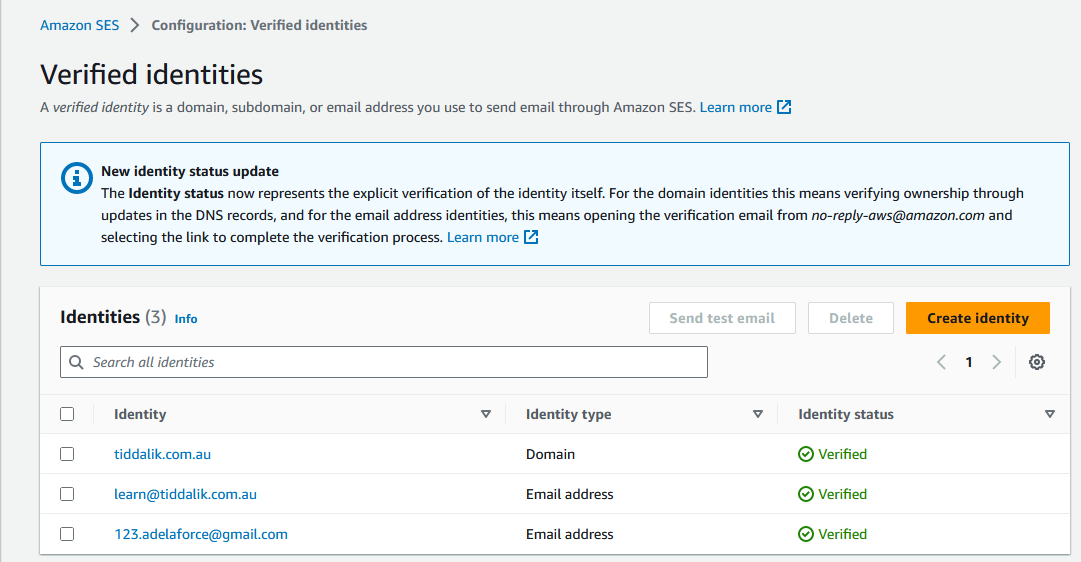 Amazon SES > Configuration: Verified identities
Verified identities
A verified identity is a domain, subdomain, or email address you use to send email through Amazon SES. Learn more
New identity status update
The Identity status now represents the explicit verification of the identity itself. For the domain identities this means verifying ownership through
updates in the DNS records, and for the email address identities, this means opening the verification email from no-reply-aws@amazon.com and
selecting the link to complete the verification process. Learn more
Identities (3) Info
Send test email
Delete
Create identity
Search all identities
1
Identity Identity type Identity status
tiddalik.com.au Domain Verified
learn@tiddalik.com.au Email address Verified
123.adelaforce@gmail.com Email address Verified